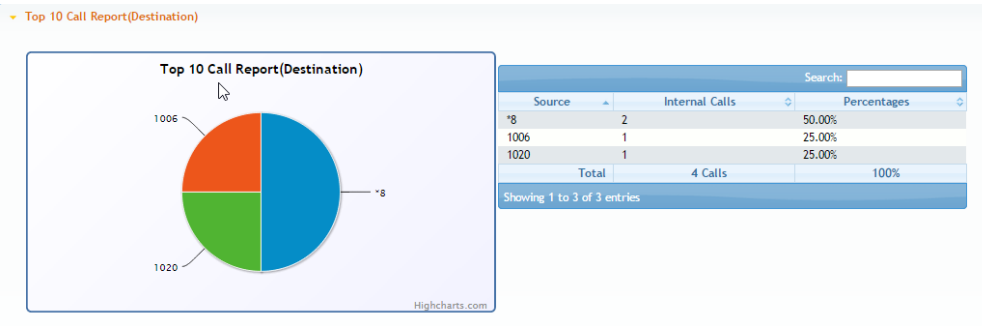 Top 10 Call Report(Destination)
Top 10 Call Report(Destination)
1006
*8
1020
Highcharts.com
Search:
Source Internal Calls Percentages
*8 2 50.00%
1006 1 25.00%
1020 1 25.00%
Total 4 Calls 100%
Showing 1 to 3 of 3 entries